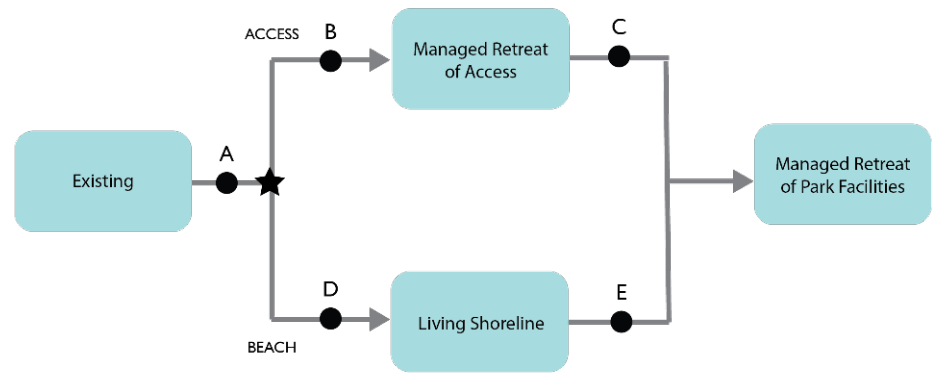 ACCESS
B
C
Managed Retreat
of Access
A
Existing
Managed Retreat
of Park Facilities
D
E
Living Shoreline
BEACH